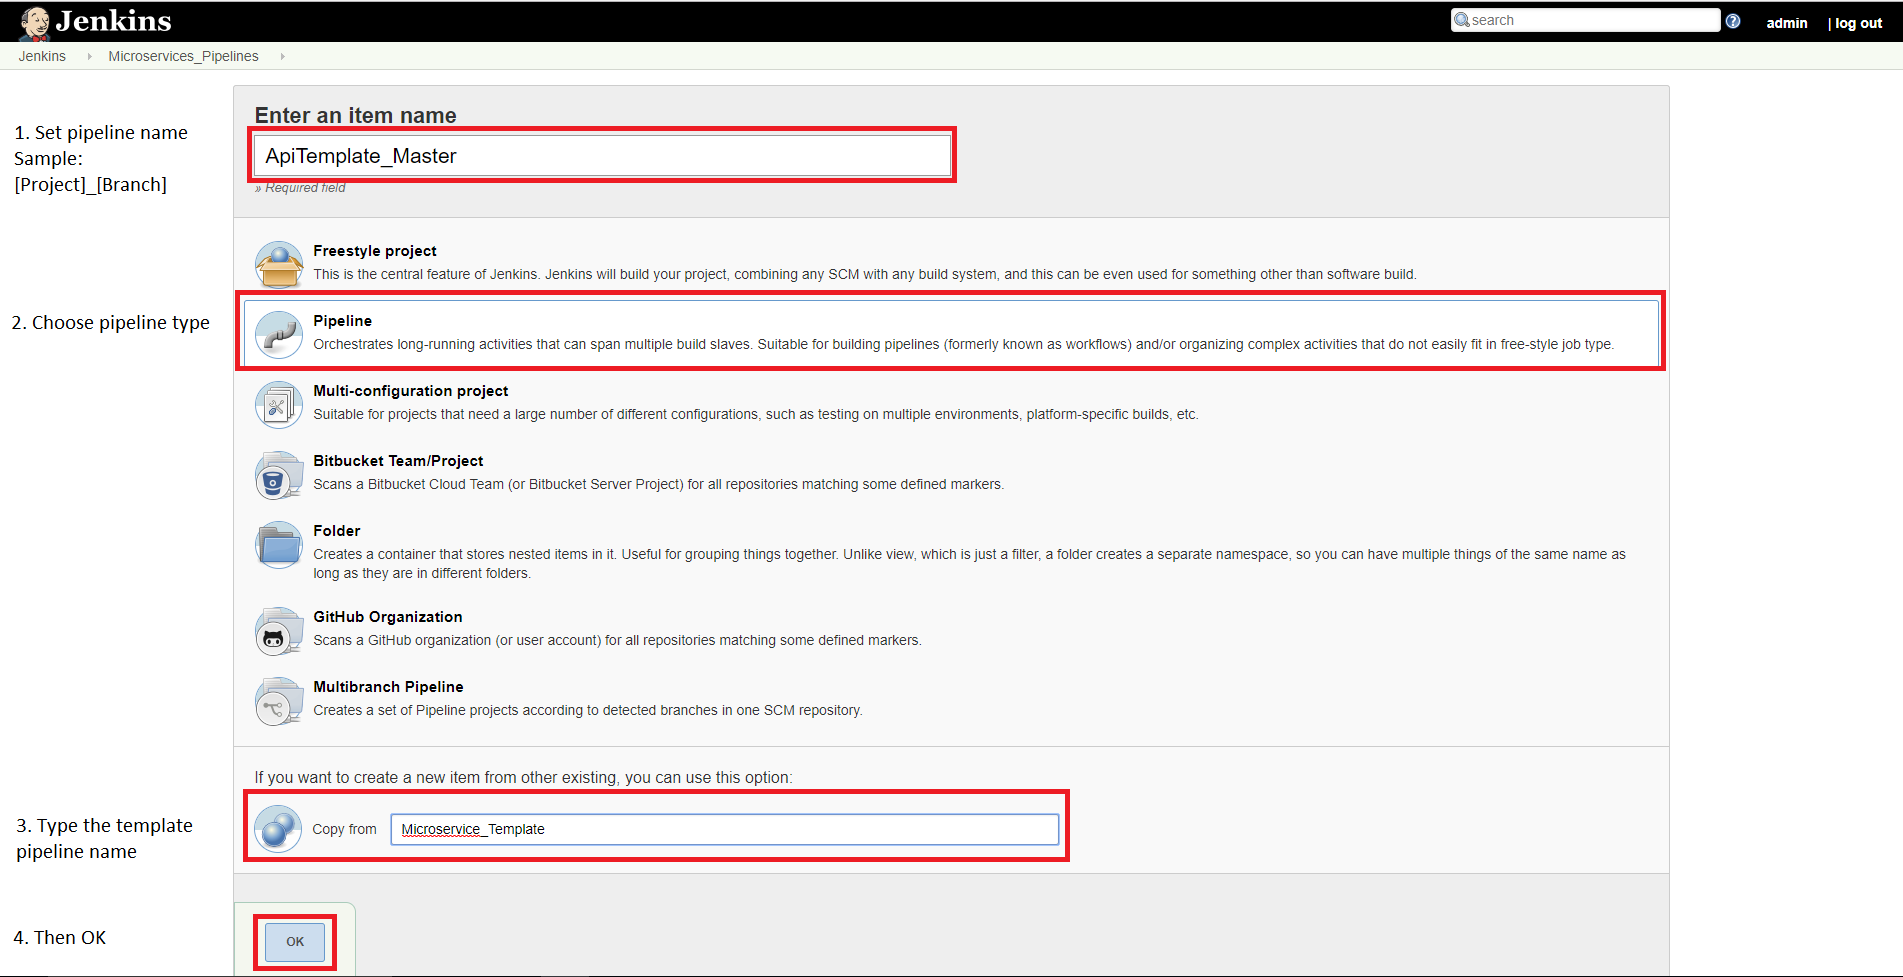 Jenkins
search
admin
| log out
Jenkins
Microservices_Pipelines
Enter an item name
1. Set pipeline name
Sample:
[Project]_[Branch]
ApiTemplate_Master
» Required field
Freestyle project
This is the central feature of Jenkins. Jenkins will build your project, combining any SCM with any build system, and this can be even used for something other than software build.
2. Choose pipeline type
Pipeline
Orchestrates long-running activities that can span multiple build slaves. Suitable for building pipelines (formerly known as workflows) and/or organizing complex activities that do not easily fit in free-style job type.
Multi-configuration project
Suitable for projects that need a large number of different configurations, such as testing on multiple environments, platform-specific builds, etc.
Bitbucket Team/Project
Scans a Bitbucket Cloud Team (or Bitbucket Server Project) for all repositories matching some defined markers.
Folder
Creates a container that stores nested items in it. Useful for grouping things together. Unlike view, which is just a filter, a folder creates a separate namespace, so you can have multiple things of the same name as
long as they are in different folders.
GitHub Organization
Scans a GitHub organization (or user account) for all repositories matching some defined markers.
Multibranch Pipeline
Creates a set of Pipeline projects according to detected branches in one SCM repository.
If you want to create a new item from other existing, you can use this option:
3. Type the template
pipeline name
Copy from
Microservice_Template
4. Then OK
OK